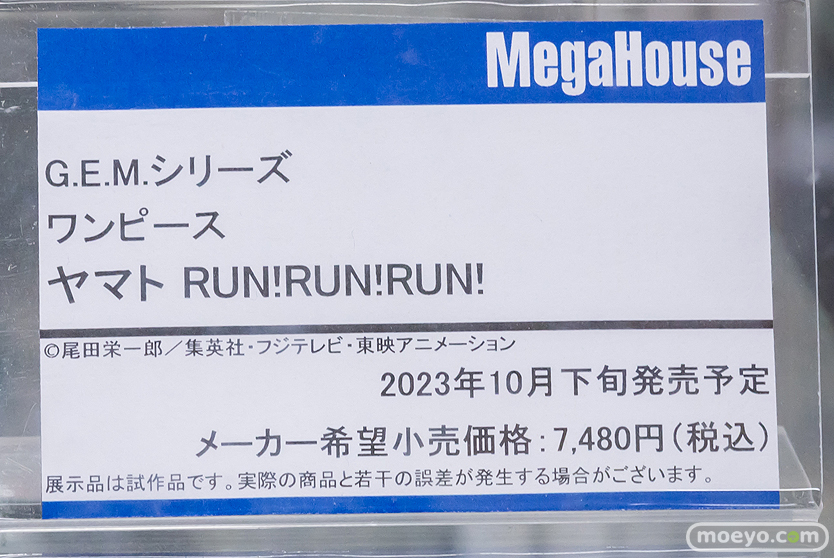 MegaHouse
G.E.M.シリーズ
ワンピース
ヤマト RUN!RUN!RUN!
©尾田栄一郎／集英社・フジテレビ・東映アニメーション
2023年10月下旬発売予定
メーカー希望小売価格：7,480円（税込）
展示品は試作品です。実際の商品と若干の誤差が発生する場合がございます。
moeyo.com